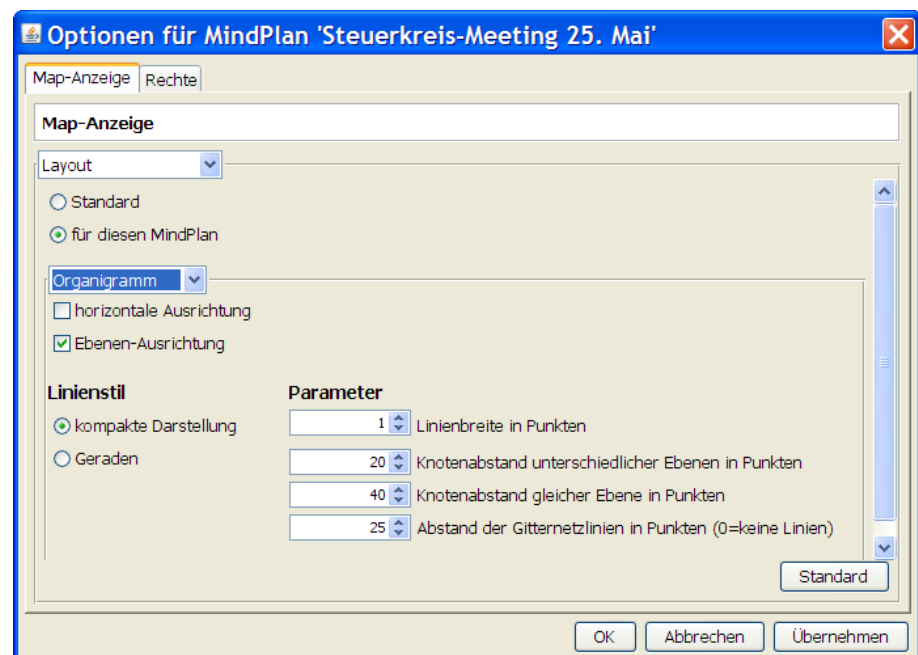 Optionen für MindPlan 'Steuerkreis-Meeting 25. Mai'
Map-Anzeige Rechte
Map-Anzeige
Layout
Standard
für diesen MindPlan
Organigramm
horizontale Ausrichtung
Ebenen-Ausrichtung
Linienstil Parameter
kompakte Darstellung 1 Linienbreite in Punkten
Geraden 20 Knotenabstand unterschiedlicher Ebenen in Punkten
40 Knotenabstand gleicher Ebene in Punkten
25 Abstand der Gitternetzlinien in Punkten (0=keine Linien)
Standard
OK Abbrechen Übernehmen